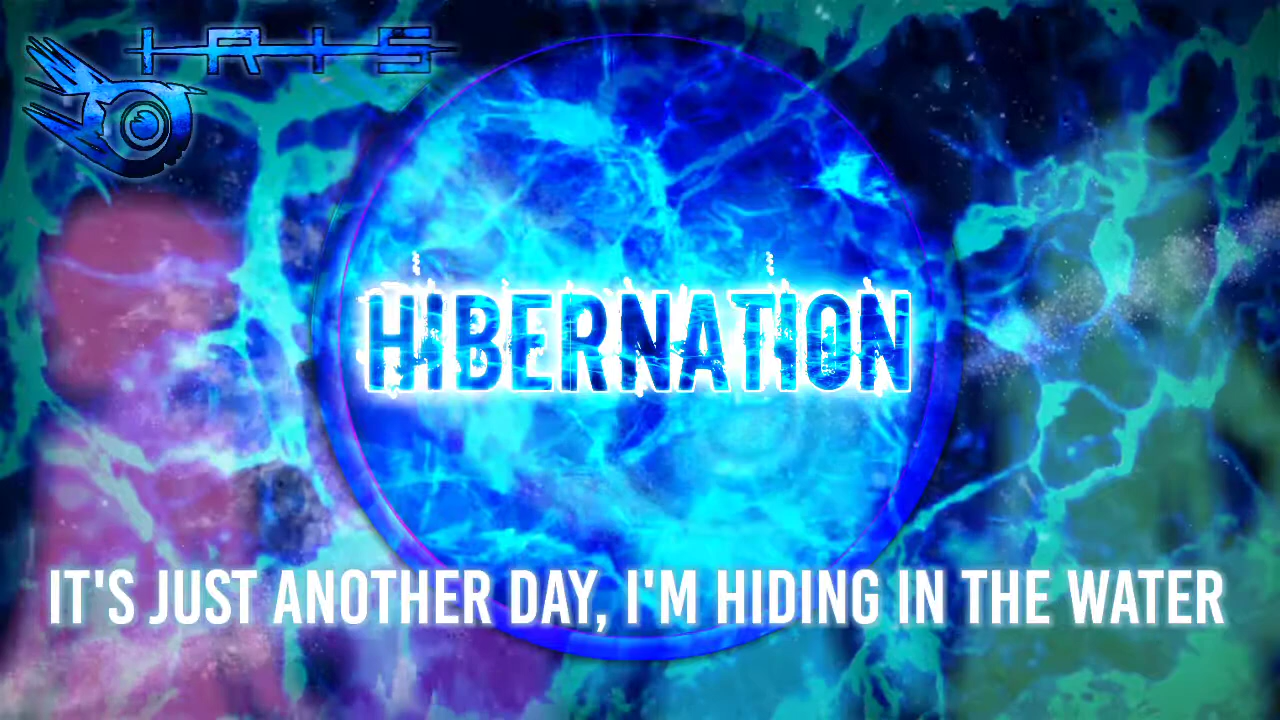 IRIS
HIBERNATION
IT'S JUST ANOTHER DAY, I'M HIDING IN THE WATER